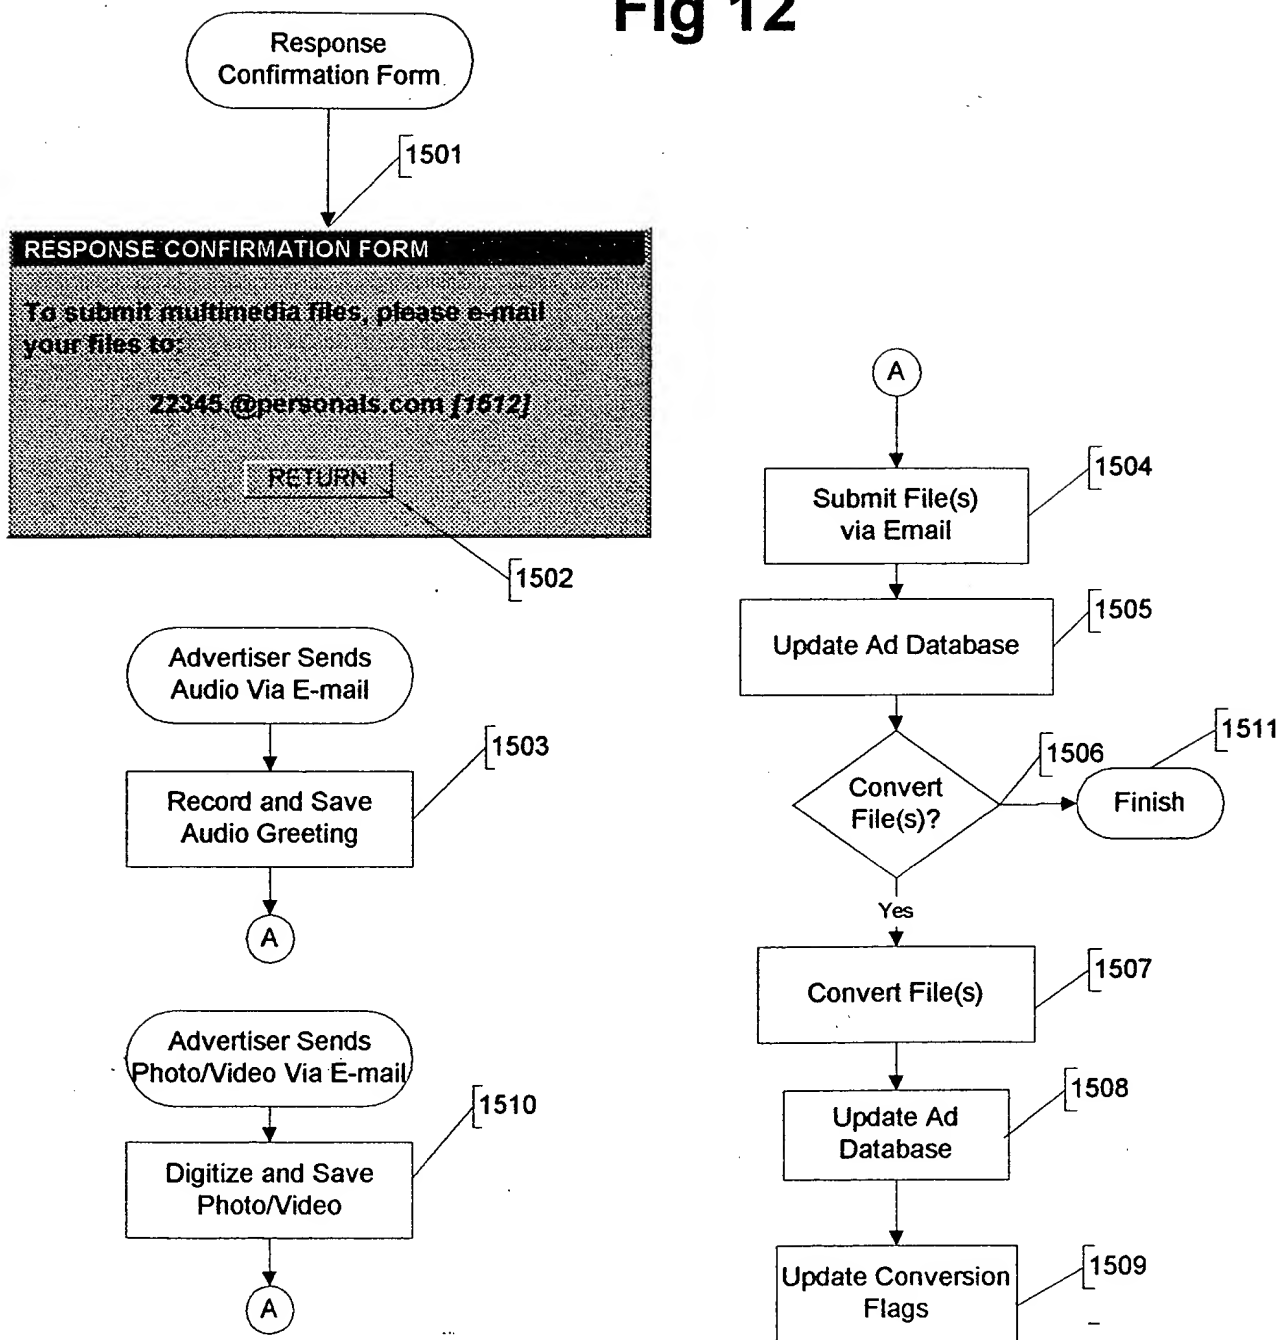 Fig 12
Response
Confirmation Form
1501
RESPONSE CONFIRMATION FORM
To submit multimedia files, please e-mail
your files to:
22345.@personals.com [1512]
RETURN
1502
Advertiser Sends
Audio Via E-mail
1503
Record and Save
Audio Greeting
A
Advertiser Sends
Photo/Video Via E-mail
1510
Digitize and Save
Photo/Video
A
A
1504
Submit File(s)
via Email
1505
Update Ad Database
1506
1511
Convert
File(s)?
Finish
Yes
1507
Convert File(s)
1508
Update Ad
Database
1509
Update Conversion
Flags